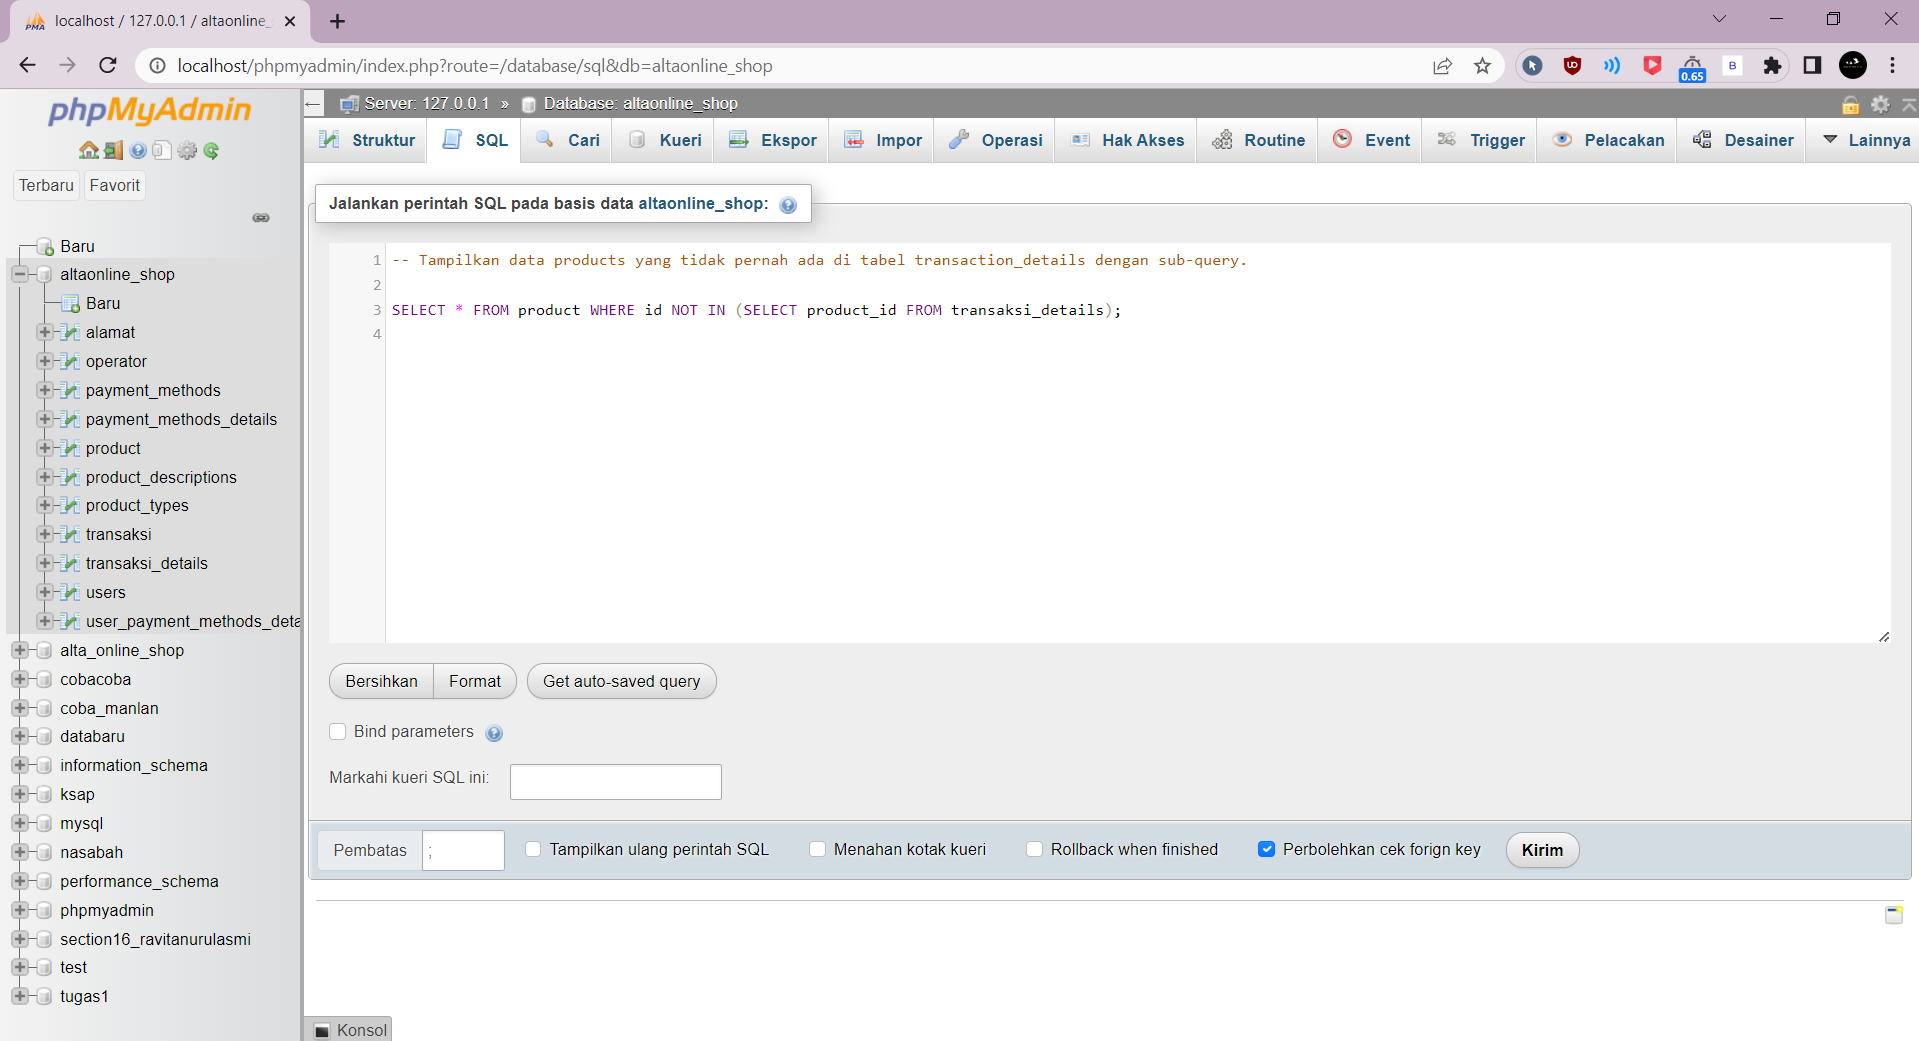 localhost / 127.0.0.1 / altaonline_
localhost/phpmyadmin/index.php?route=/database/sql&db=altaonline_shop
0.65
B
phpMyAdmin
Terbaru
Favorit
Baru
altaonline_shop
Baru
alamat
operator
payment_methods
payment_methods_details
product
product_descriptions
product_types
transaksi
transaksi_details
users
user_payment_methods_deta
alta_online_shop
cobacoba
coba_manlan
databaru
information_schema
ksap
mysql
nasabah
performance_schema
phpmyadmin
section16_ravitanurulasmi
test
tugas1
Server: 127.0.0.1 » Database: altaonline_shop
Struktur SQL Cari Kueri Ekspor Impor Operasi Hak Akses Routine Event Trigger Pelacakan Desainer Lainnya
Jalankan perintah SQL pada basis data altaonline_shop:
1 -- Tampilkan data products yang tidak pernah ada di tabel transaction_details dengan sub-query.
2
3 SELECT * FROM product WHERE id NOT IN (SELECT product_id FROM transaksi_details);
4
Bersihkan Format Get auto-saved query
Bind parameters
Markahi kueri SQL ini:
Pembatas ; Tampilkan ulang perintah SQL Menahan kotak kueri Rollback when finished Perbolehkan cek forign key Kirim
Konsol